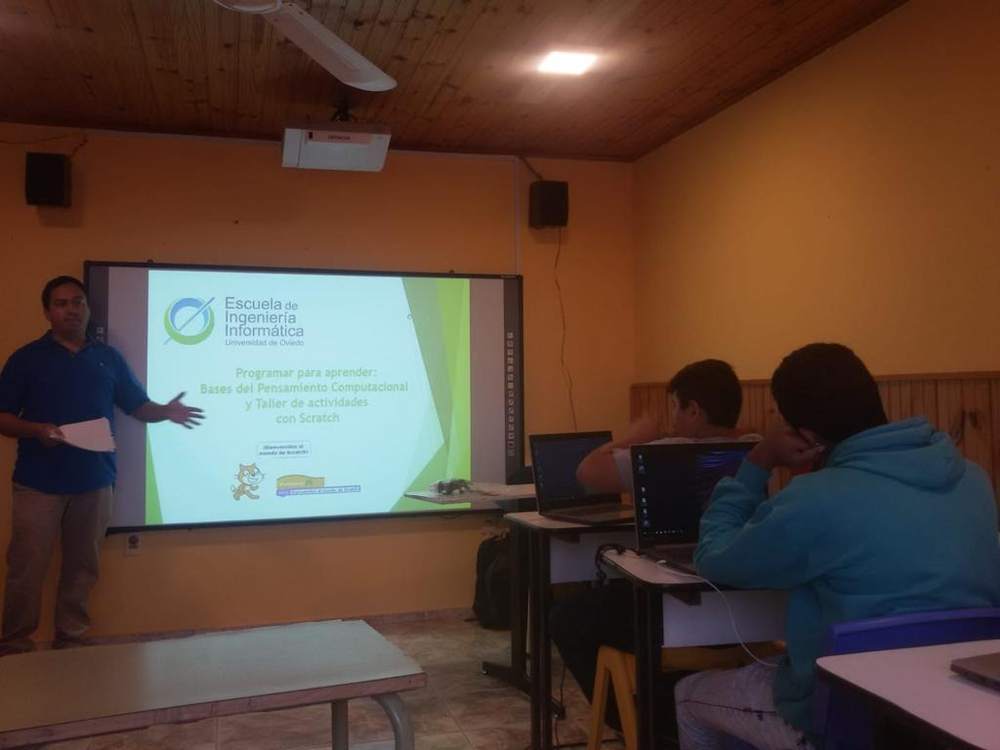 HITACHI
Escuela de
Ingeniería
Informática
Universidad de Oviedo
Programar para aprender:
Bases del Pensamiento Computacional
y Taller de actividades
con Scratch
¡Bienvenidos al
mundo de Scratch!